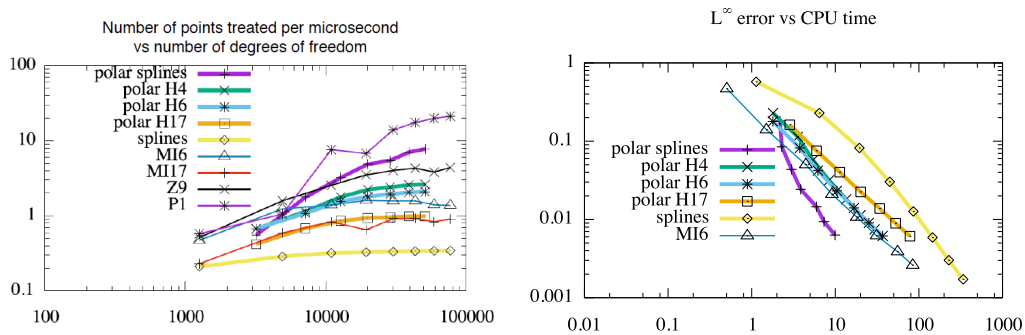 Number of points treated per microsecond
vs number of degrees of freedom
100
10
1
0.1
polar splines
polar H4
polar H6
polar H17
splines
MI6
MI17
Z9
P1
100
1000
10000
100000
L∞ error vs CPU time
1
0.1
0.01
0.001
polar splines
polar H4
polar H6
polar H17
splines
MI6
0.01
0.1
1
10
100
1000